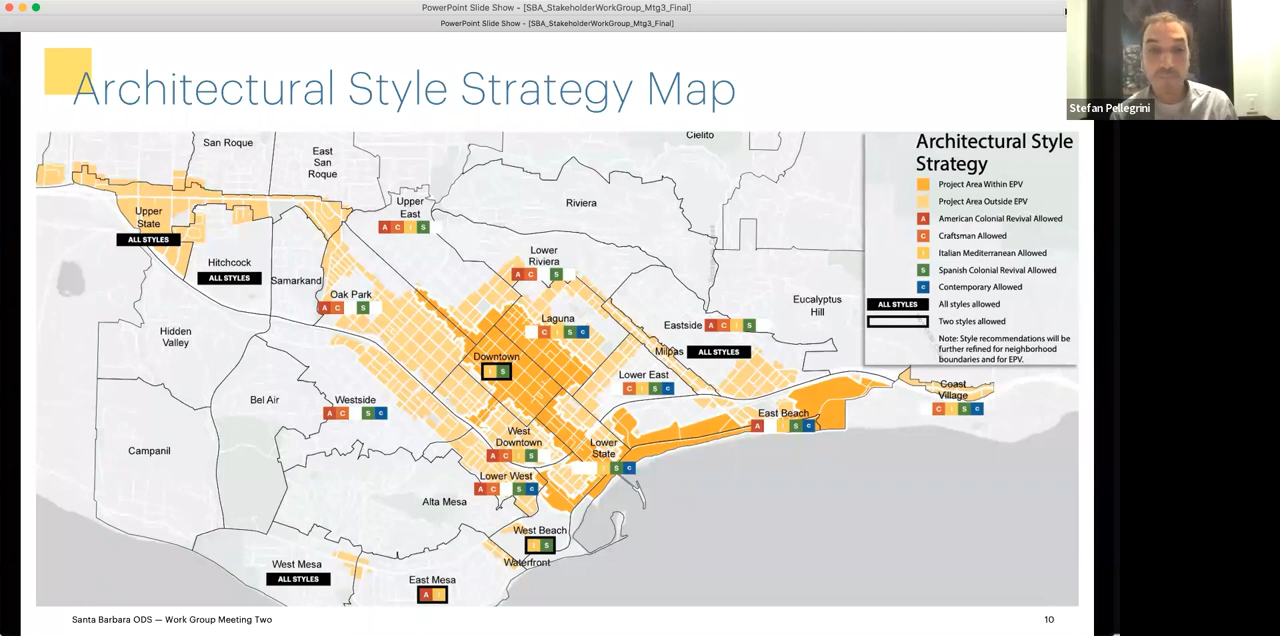 PowerPoint Slide Show - [SBA_StakeholderWorkGroup_Mtg3_Final]
PowerPoint Slide Show - [SBA_StakeholderWorkGroup_Mtg3_Final]
Stefan Pellegrini
Architectural Style Strategy Map
Cielito
San Roque
East
San
Roque
Upper
East
A C I S
Riviera
Upper
State
ALL STYLES
Hitchcock
ALL STYLES
Samarkand
Lower
Riviera
A C S
Oak Park
A C S
Eucalyptus
Hill
Laguna
C I S C
Eastside A C I S
Hidden
Valley
Milpas ALL STYLES
Downtown
I S
Lower East
C I S C
Coast
Village
C I S C
Bel Air
Westside
A C S C
East Beach
A I S C
West
Downtown
A C I S
Lower
State
I S C
Campanil
Lower West
A C S C
Alta Mesa
West Beach
I S
Waterfront
West Mesa
ALL STYLES
East Mesa
A I
Architectural Style
Strategy
Project Area Within EPV
Project Area Outside EPV
A American Colonial Revival Allowed
C Craftsman Allowed
I Italian Mediterranean Allowed
S Spanish Colonial Revival Allowed
C Contemporary Allowed
ALL STYLES All styles allowed
Two styles allowed
Note: Style recommendations will be
further refined for neighborhood
boundaries and for EPV.
Santa Barbara ODS — Work Group Meeting Two
10